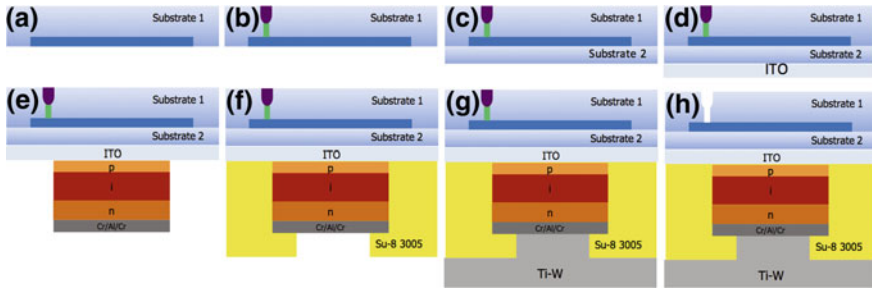 (a)
Substrate 1
(b)
Substrate 1
(c)
Substrate 1
Substrate 2
(d)
Substrate 1
ITO
(e)
Substrate 1
Substrate 2
ITO
p
i
n
Cr/Al/Cr
(f)
Substrate 1
Substrate 2
ITO
p
i
n
Cr/Al/Cr
Su-8 3005
(g)
Substrate 1
Substrate 2
ITO
p
i
n
Cr/Al/Cr
Su-8 3005
Ti-W
(h)
Substrate 1
Substrate 2
ITO
p
i
n
Cr/Al/Cr
Su-8 3005
Ti-W